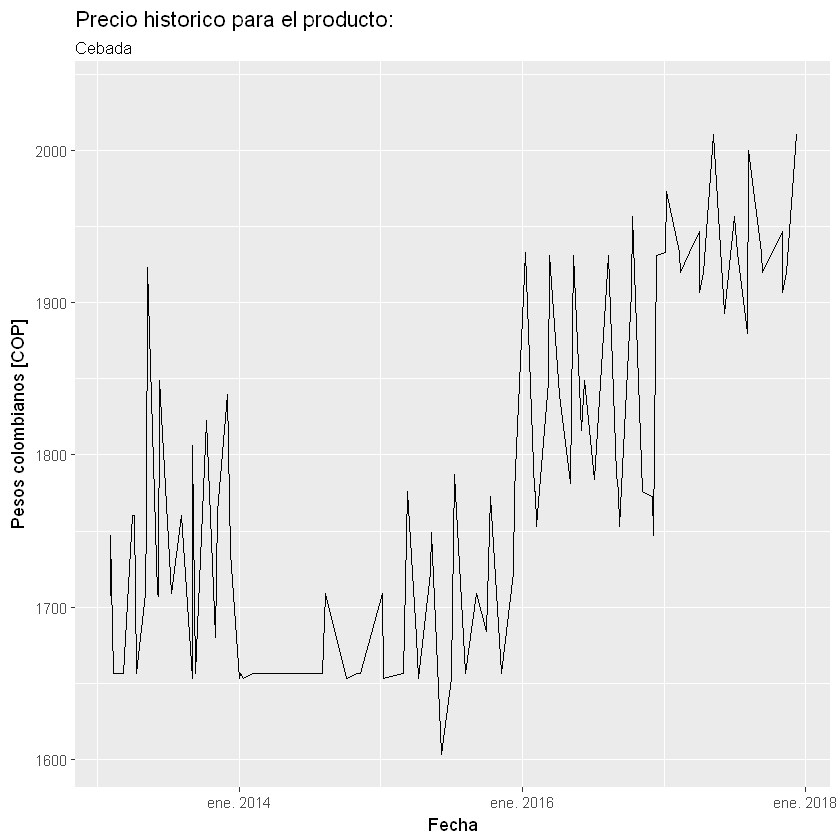 Precio historico para el producto:
Cebada
Pesos colombianos [COP]
2000
1900
1800
1700
1600
ene. 2014
ene. 2016
ene. 2018
Fecha